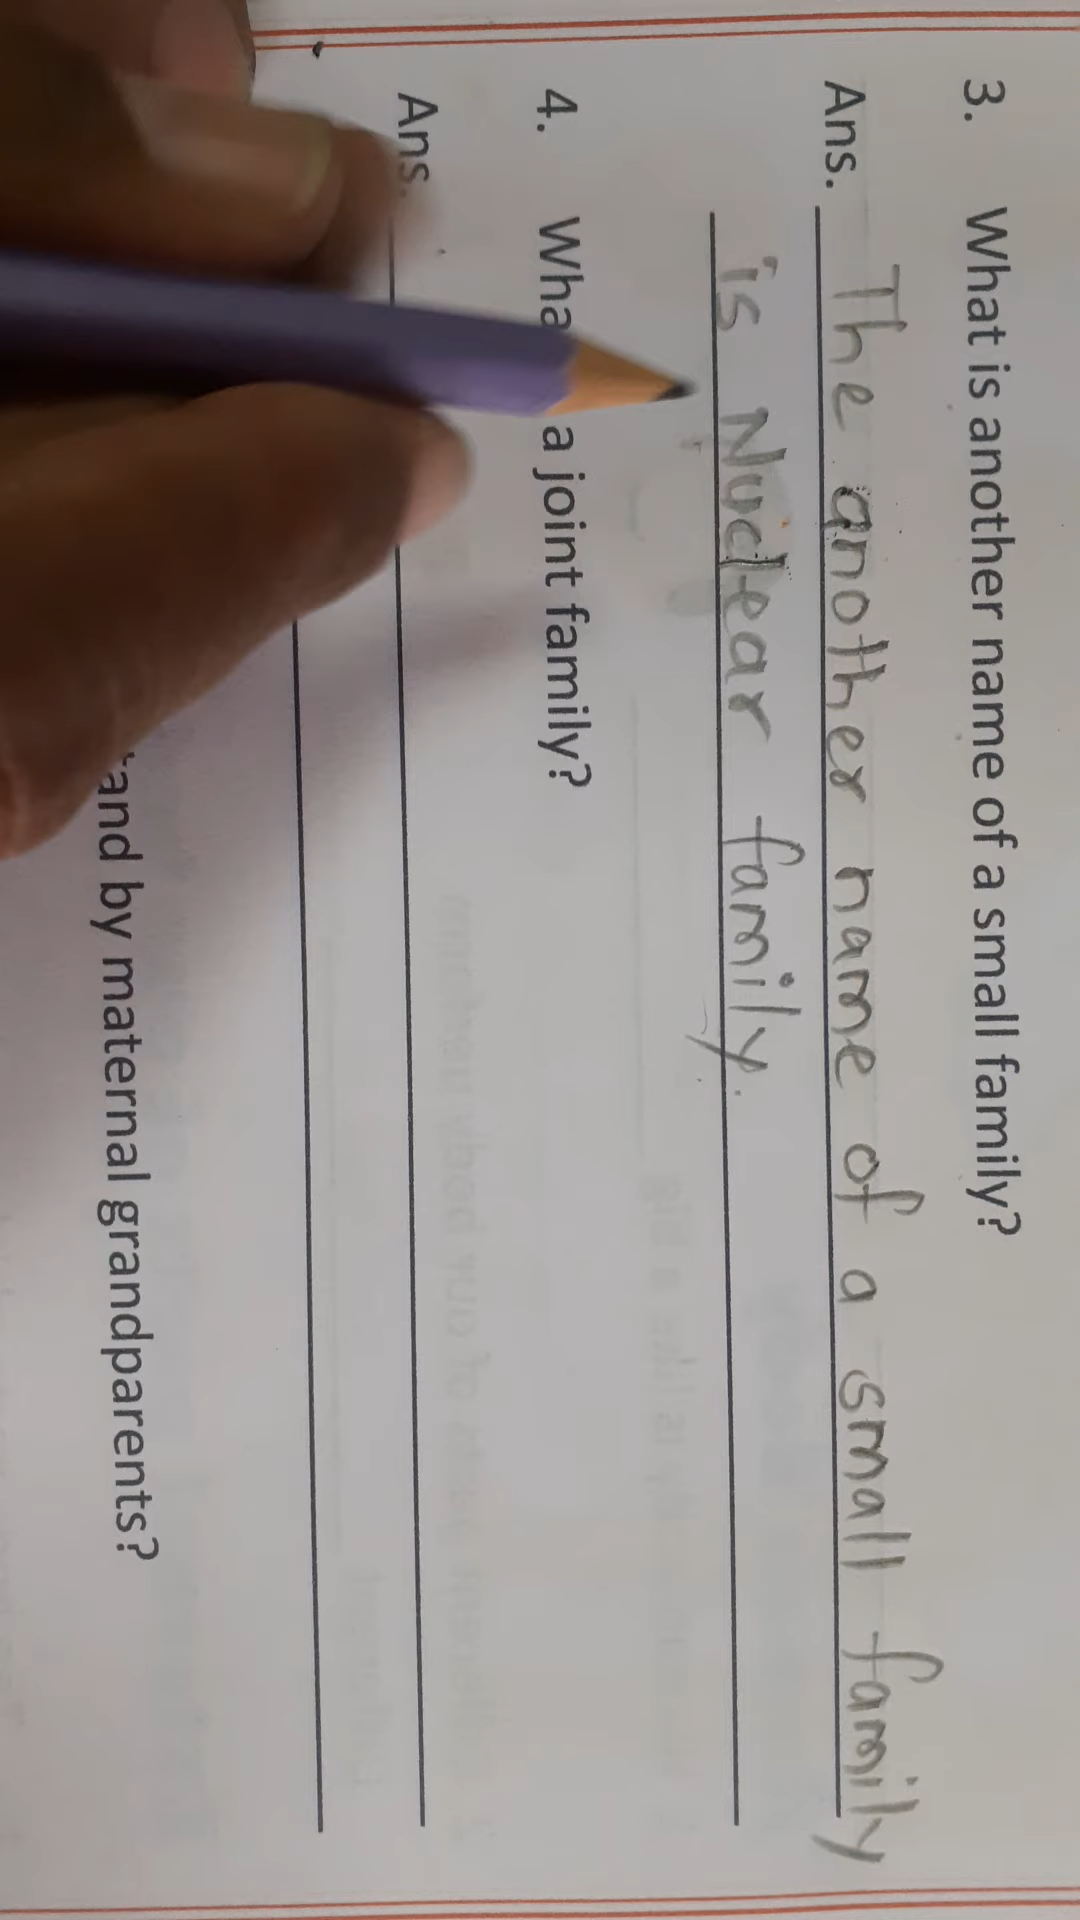 3. What is another name of a small family?
Ans. The another name of a small family
is Nuclear family.
4. Wha a joint family?
Ans.
and by maternal grandparents?